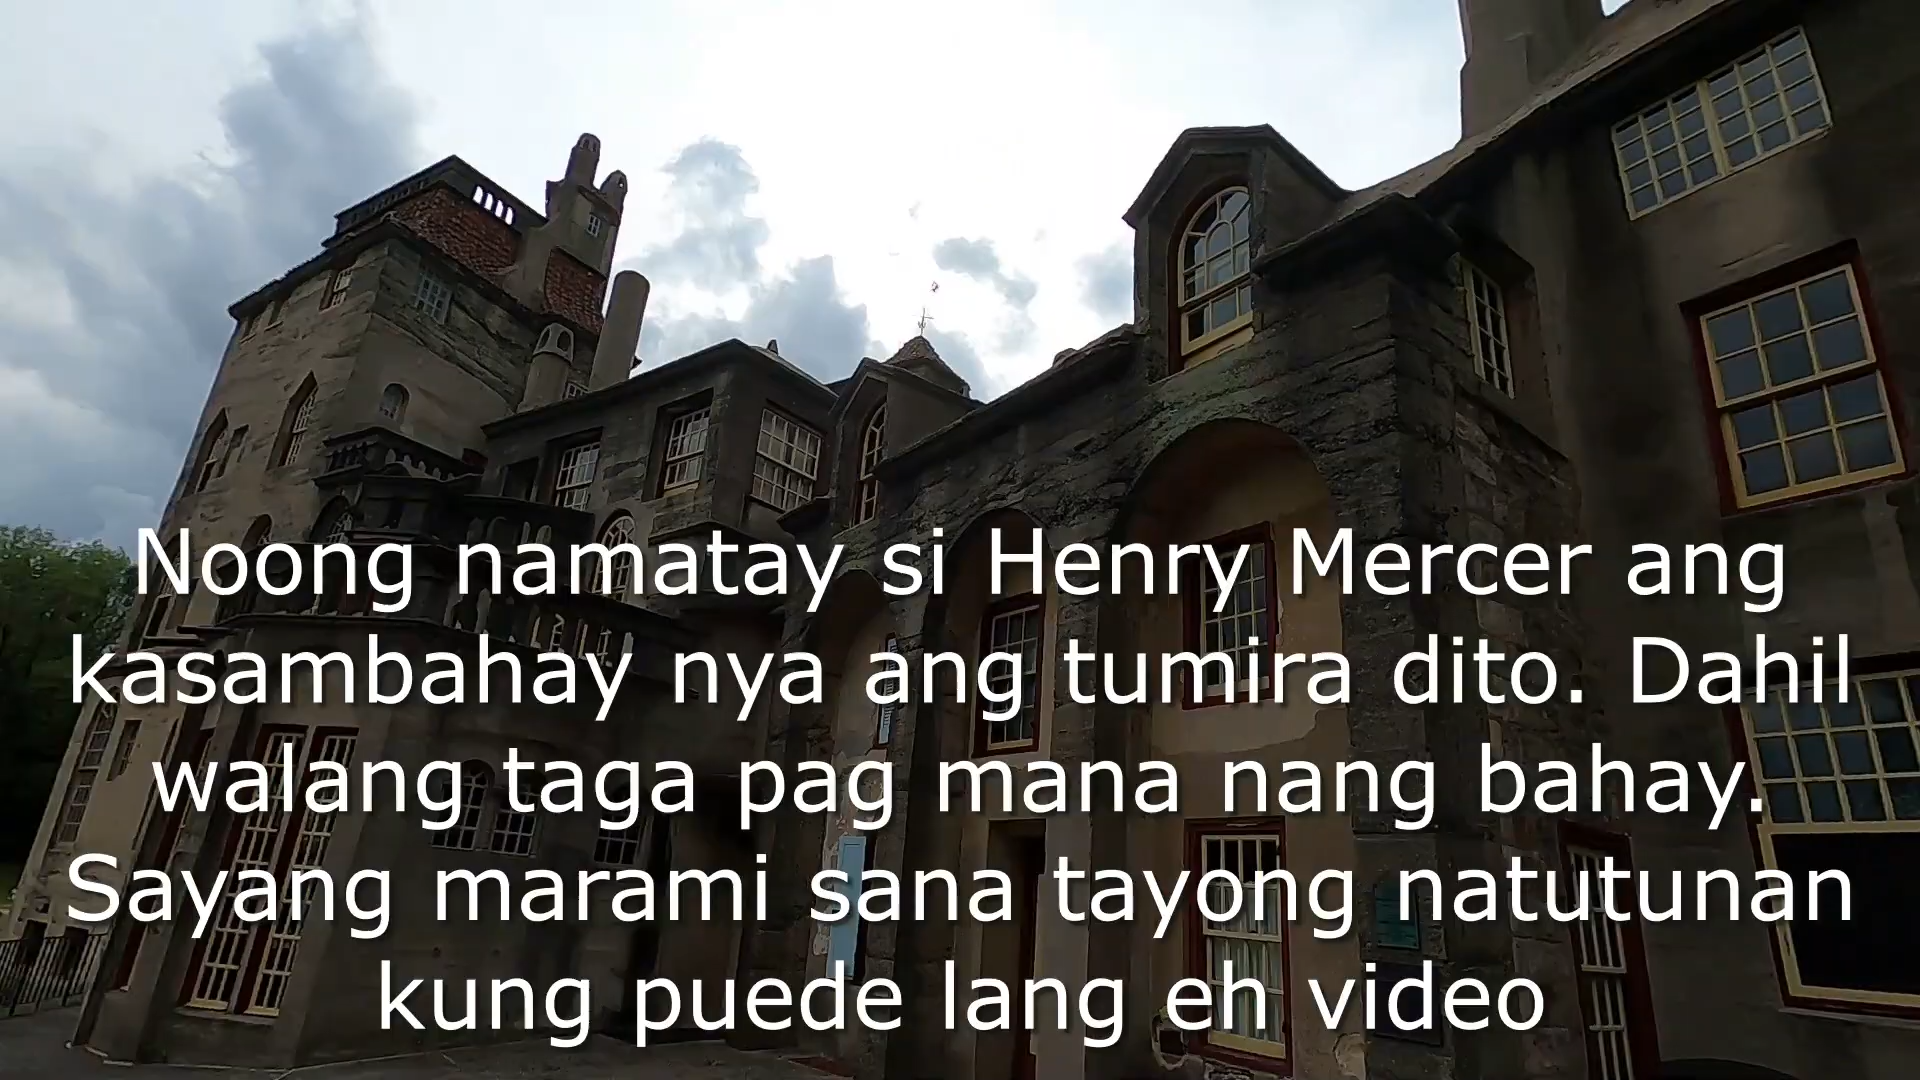 Noong namatay si Henry Mercer ang
kasambahay nya ang tumira dito. Dahil
walang taga pag mana nang bahay.
Sayang marami sana tayong natutunan
kung puede lang eh video